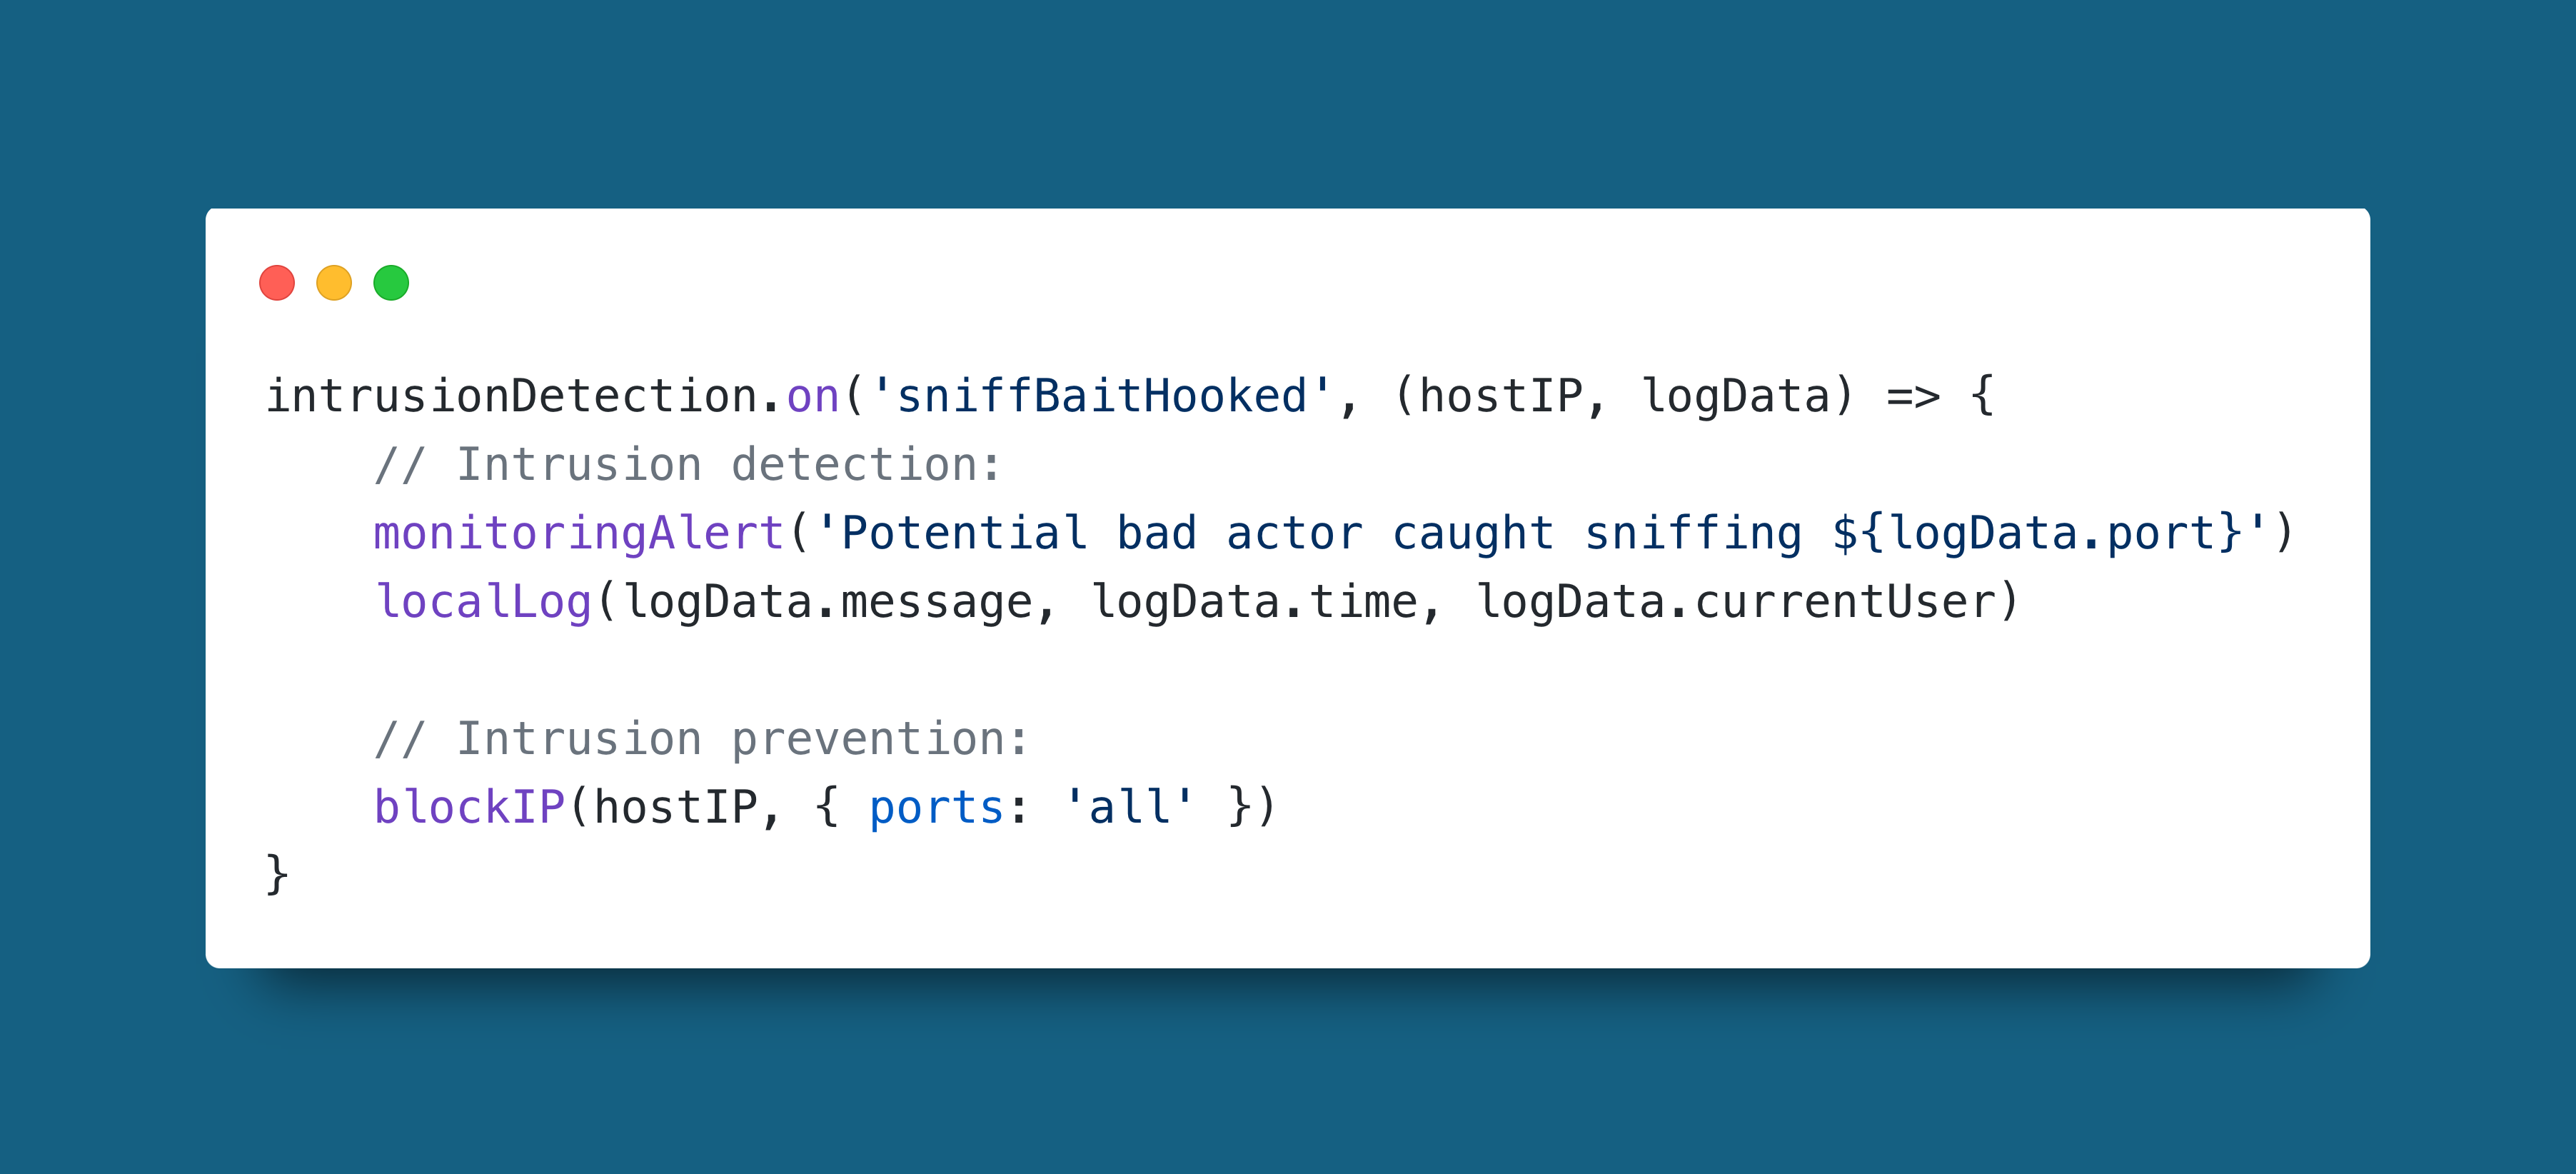 intrusionDetection.on('sniffBaitHooked', (hostIP, logData) => {
    // Intrusion detection:
    monitoringAlert('Potential bad actor caught sniffing ${logData.port}')
    localLog(logData.message, logData.time, logData.currentUser)

    // Intrusion prevention:
    blockIP(hostIP, { ports: 'all' })
}